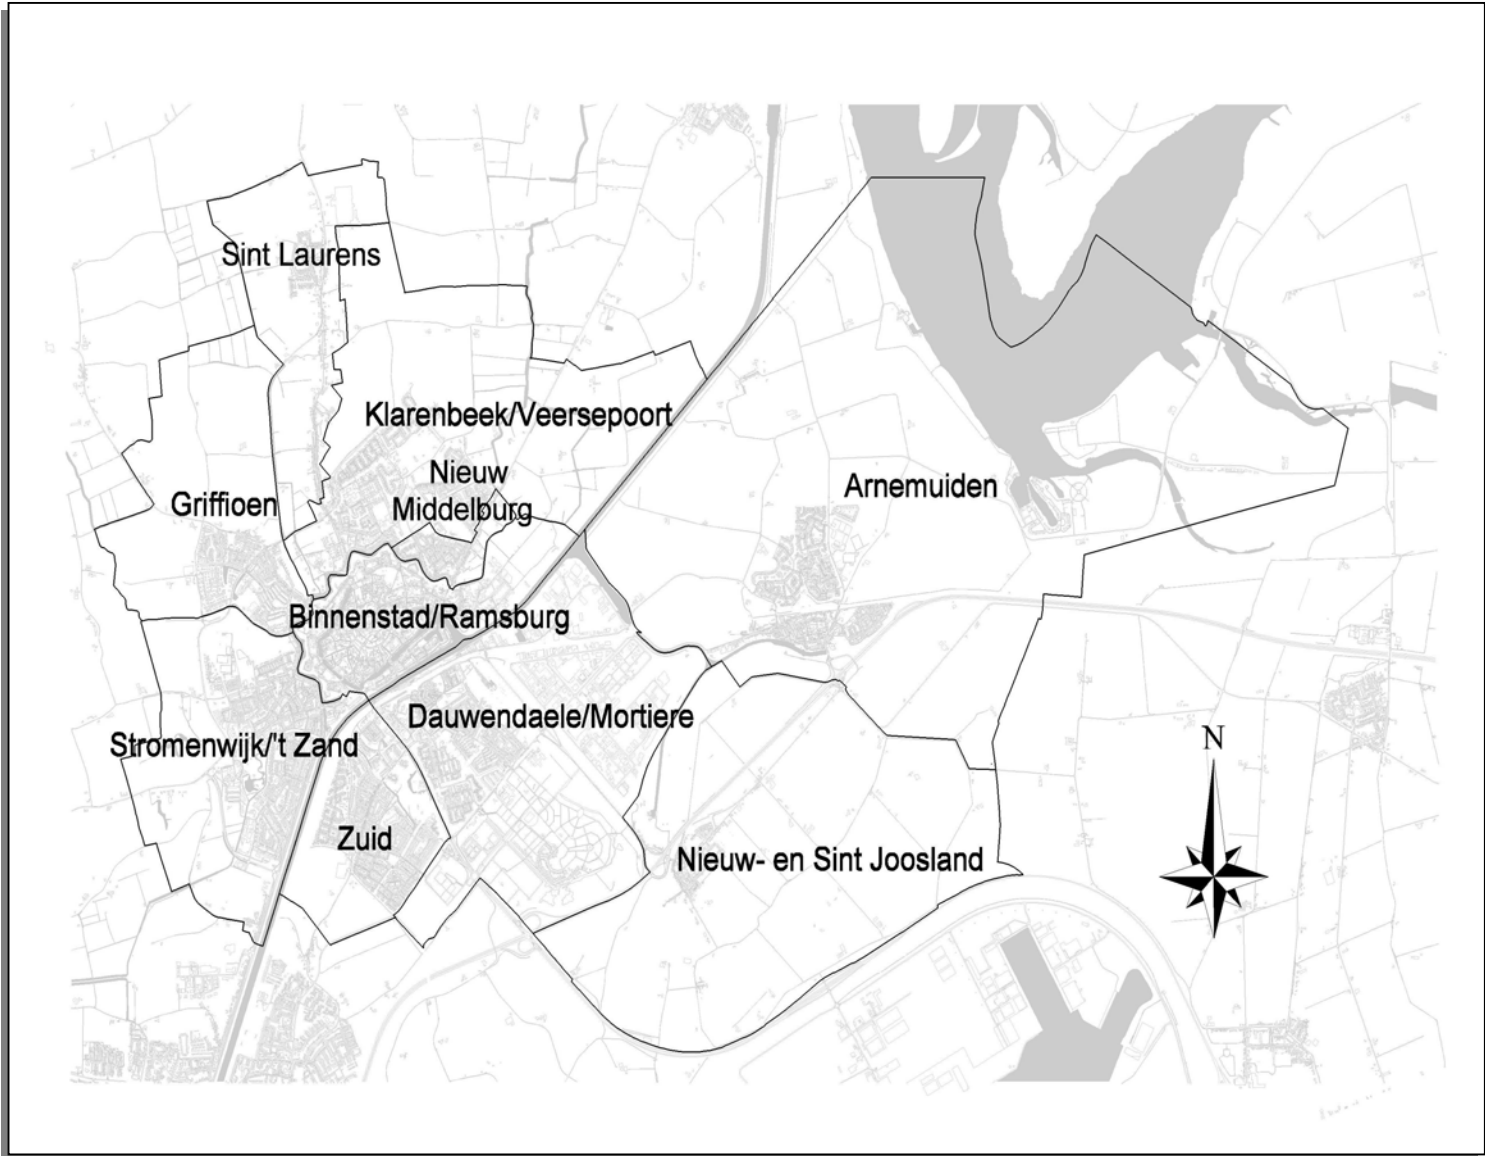 Sint Laurens
Klarenbeek/Veersepoort
Nieuw
Middelburg
Griffioen
Arnemuiden
Binnenstad/Ramsburg
Dauwendaele/Mortiere
Stromenwijk/'t Zand
N
Zuid
Nieuw- en Sint Joosland